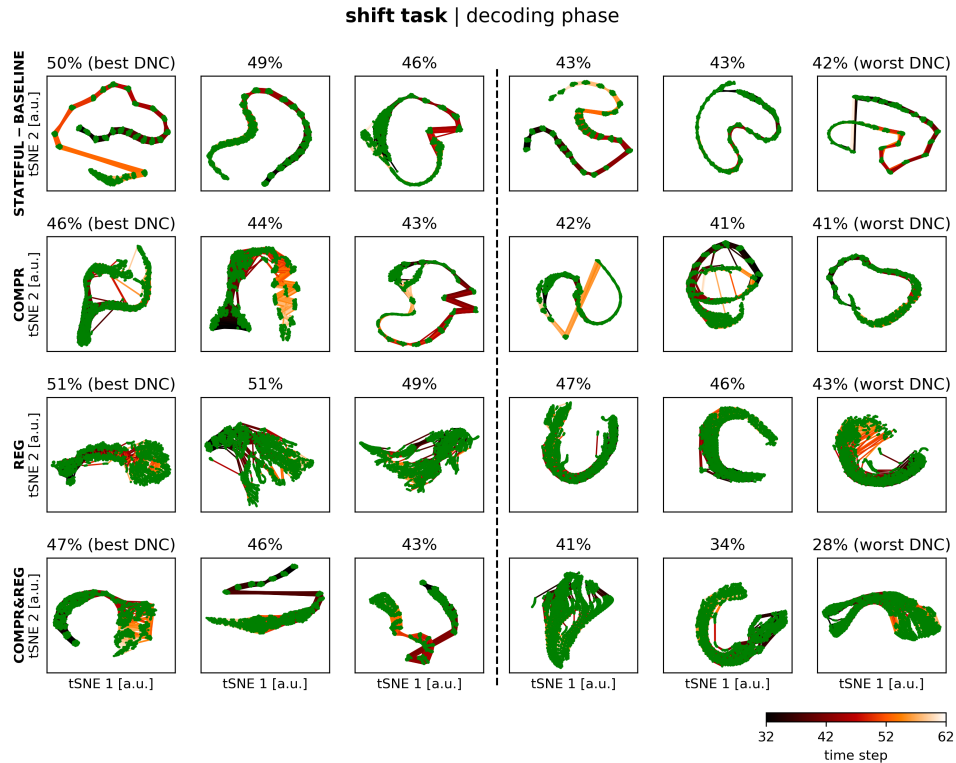 shift task | decoding phase
STATEFUL − BASELINE
tSNE 2 [a.u.]
50% (best DNC)
49%
46%
43%
43%
42% (worst DNC)
COMPR
tSNE 2 [a.u.]
46% (best DNC)
44%
43%
42%
41%
41% (worst DNC)
REG
tSNE 2 [a.u.]
51% (best DNC)
51%
49%
47%
46%
43% (worst DNC)
COMPR&REG
tSNE 2 [a.u.]
47% (best DNC)
46%
43%
41%
34%
28% (worst DNC)
tSNE 1 [a.u.]
tSNE 1 [a.u.]
tSNE 1 [a.u.]
tSNE 1 [a.u.]
tSNE 1 [a.u.]
tSNE 1 [a.u.]
32 42 52 62
time step